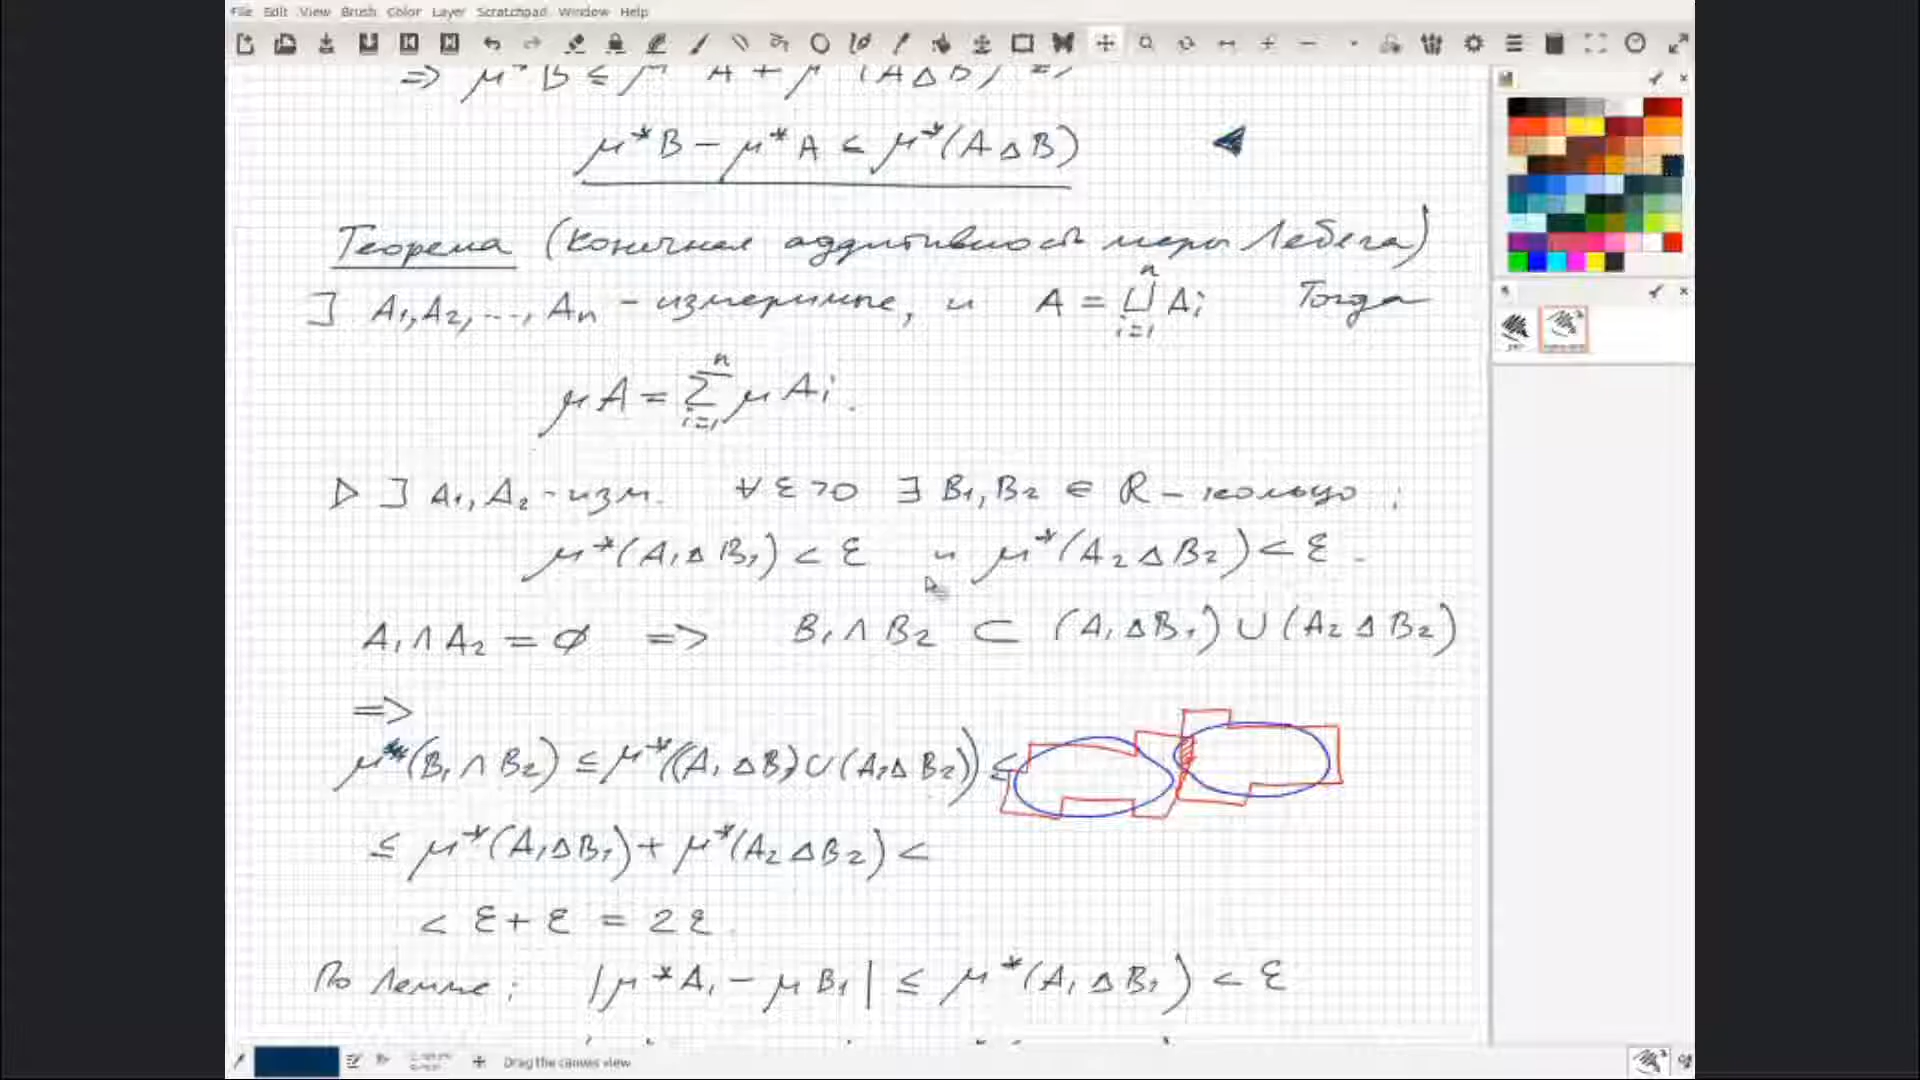 File Edit View Brush Color Layer Scratchpad Window Help
=> μ*B ≤ μ*A + μ*(A Δ B) =>
μ*B − μ*A ≤ μ*(A Δ B)
Теорема (конечная аддитивность меры Лебега)
] A₁, A₂, ..., Aₙ - измеримые, и A = ⊔ᵢ₌₁ⁿ Aᵢ Тогда
μA = Σᵢ₌₁ⁿ μAᵢ.
▷ ] A₁, A₂ - изм. ∀ε>0 ∃ B₁, B₂ ∈ R - кольцо :
μ*(A₁ Δ B₁) < ε и μ*(A₂ Δ B₂) < ε.
A₁ ∩ A₂ = ∅ => B₁ ∩ B₂ ⊂ (A₁ Δ B₁) ∪ (A₂ Δ B₂)
=>
μ*(B₁ ∩ B₂) ≤ μ*((A₁ Δ B₁) ∪ (A₂ Δ B₂)) ≤
≤ μ*(A₁ Δ B₁) + μ*(A₂ Δ B₂) <
< ε + ε = 2ε.
По Лемме: |μ*A₁ − μB₁| ≤ μ*(A₁ Δ B₁) < ε
Drag the canvas view